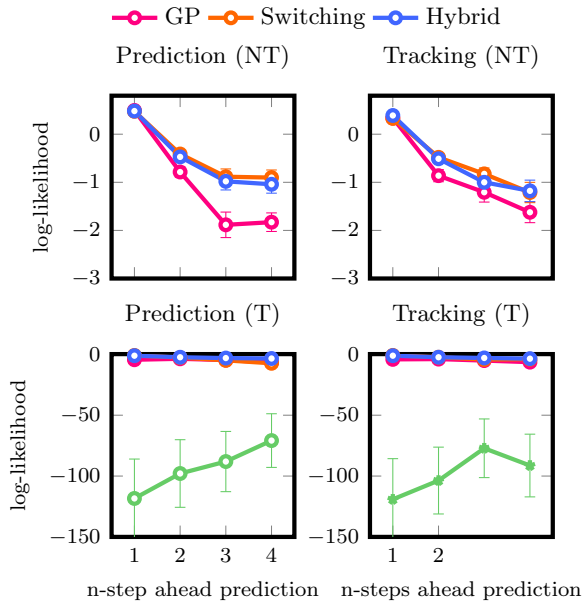 GP Switching Hybrid
Prediction (NT) Tracking (NT)
log-likelihood
0 0
−1 −1
−2 −2
−3 −3
Prediction (T) Tracking (T)
log-likelihood
0 0
−50 −50
−100 −100
−150 −150
1 2 3 4 1 2
n-step ahead prediction n-steps ahead prediction